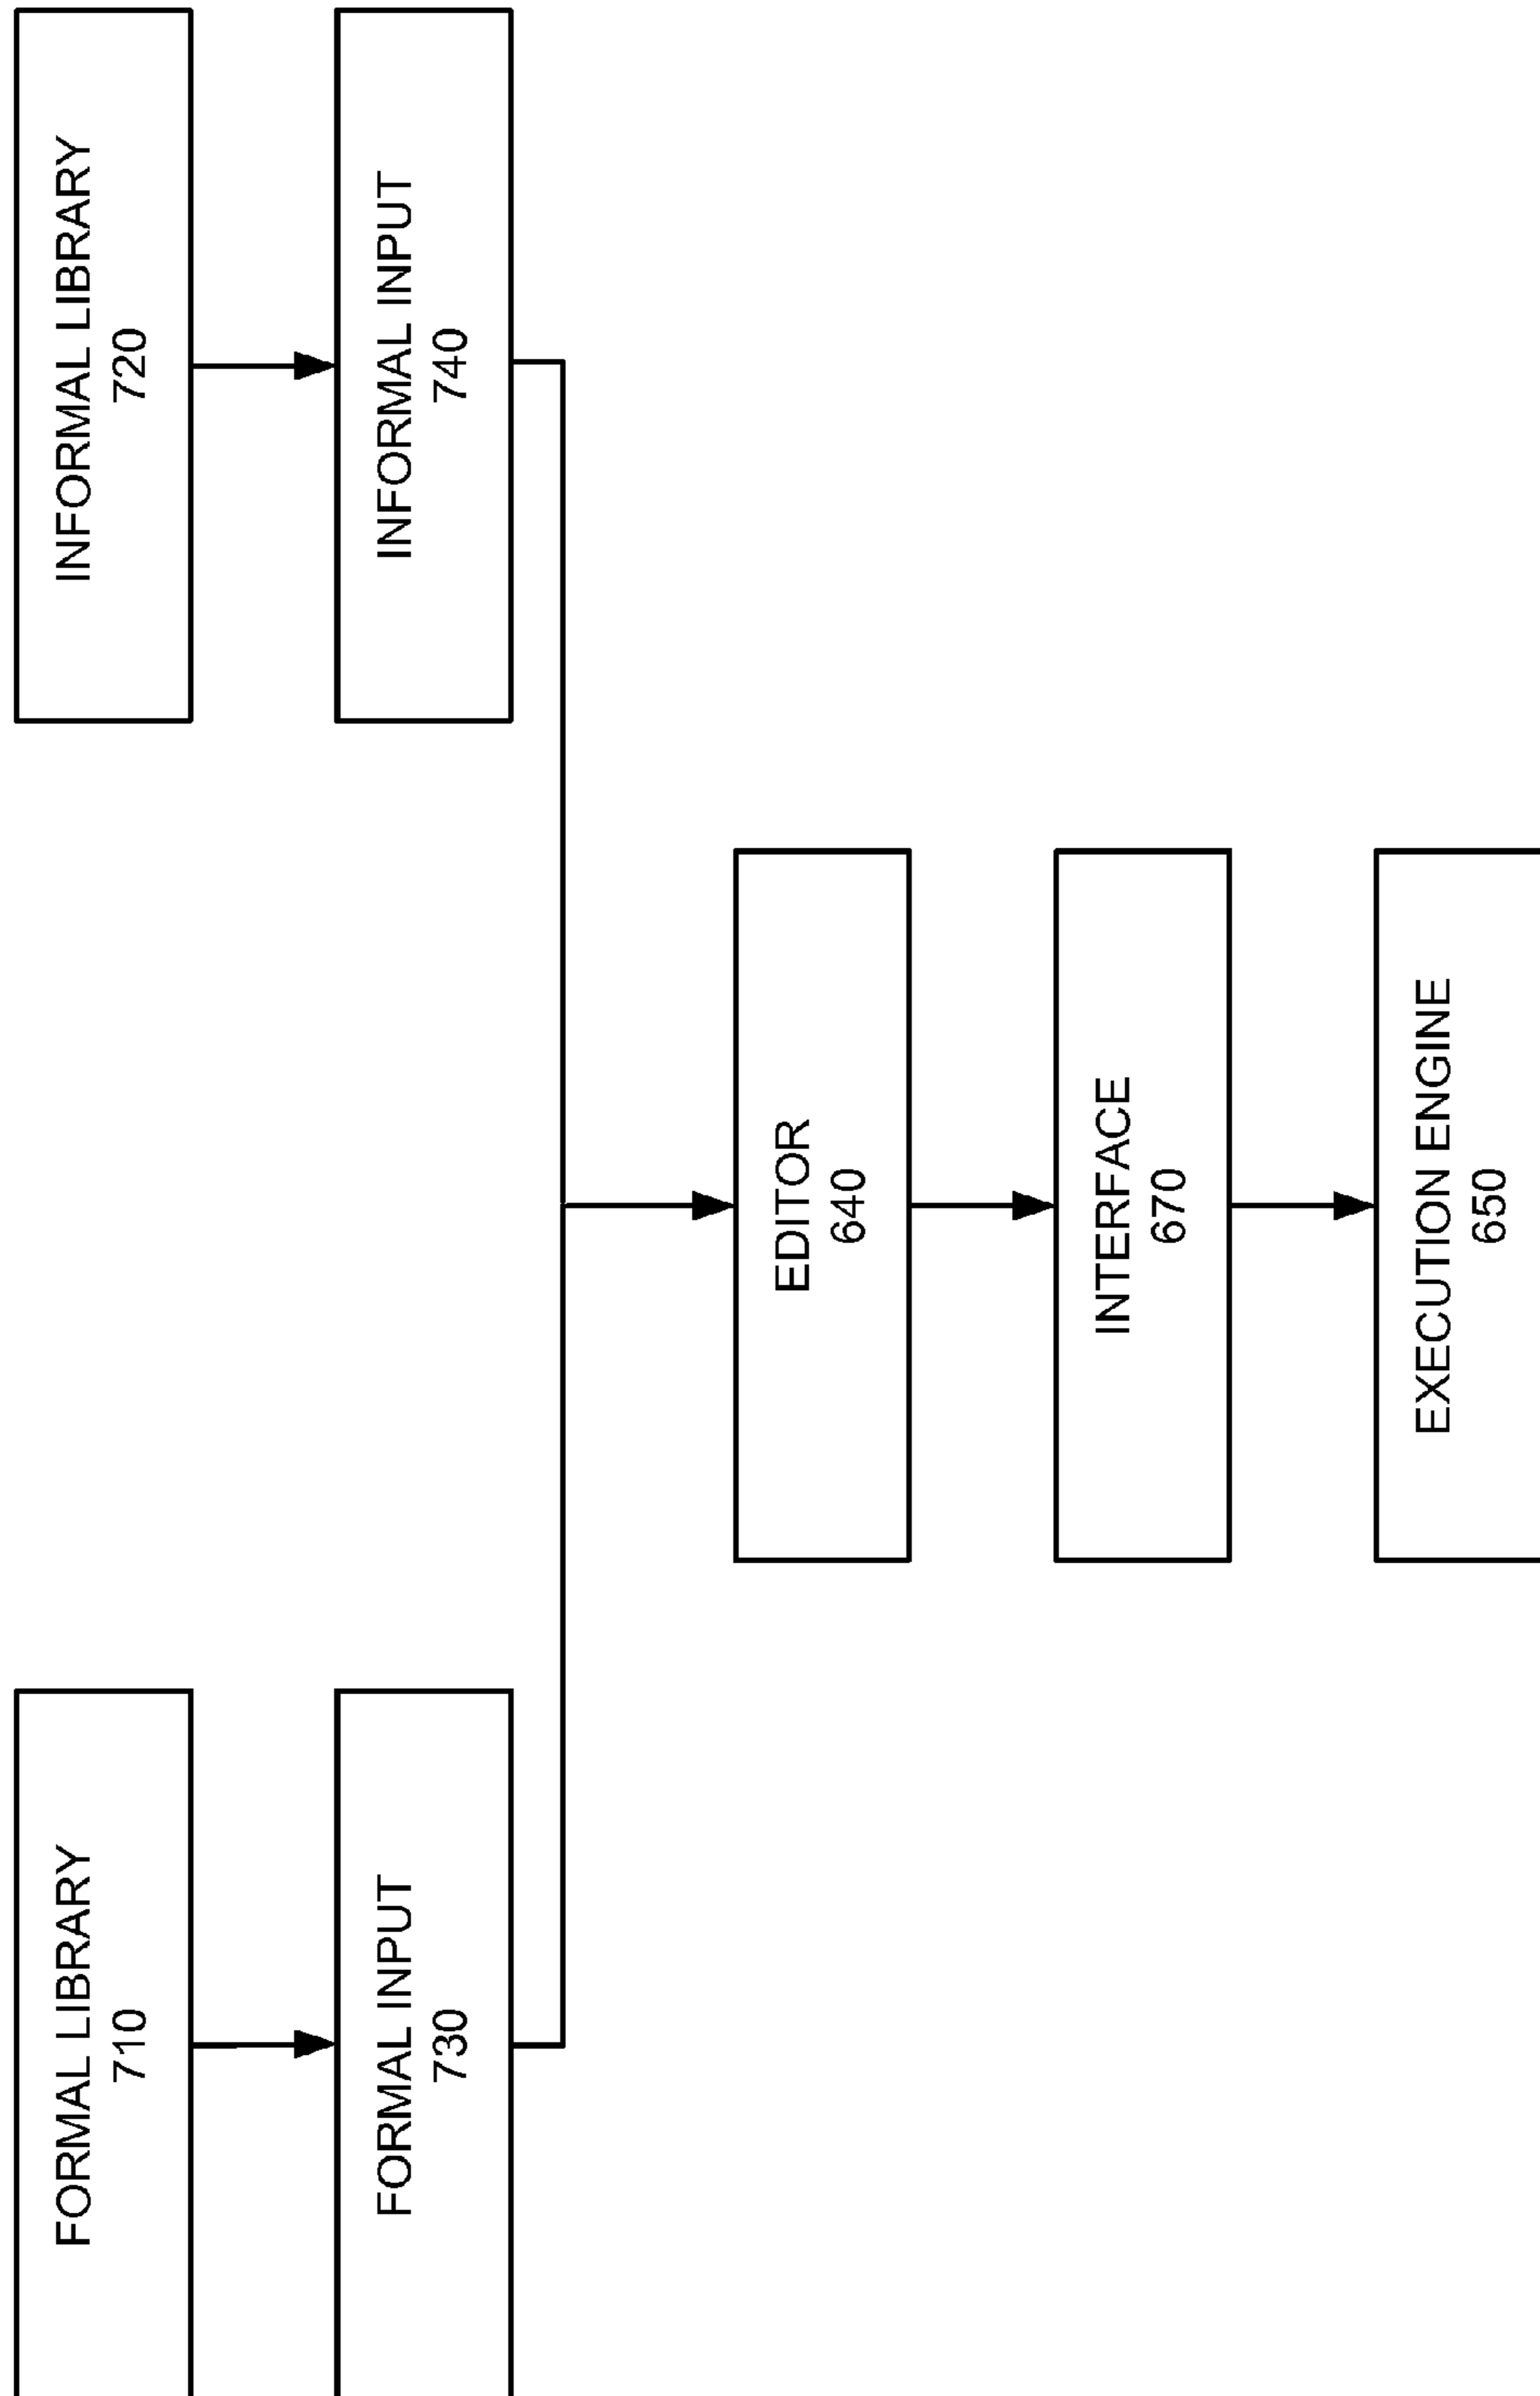 FORMAL LIBRARY
710
INFORMAL LIBRARY
720
FORMAL INPUT
730
INFORMAL INPUT
740
EDITOR
640
INTERFACE
670
EXECUTION ENGINE
650